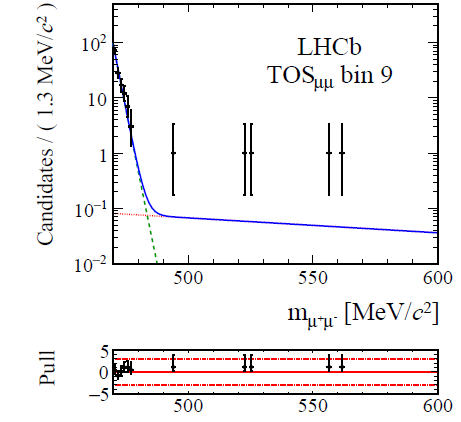 Candidates / ( 1.3 MeV/c²)
10²
10
1
10⁻¹
10⁻²
LHCb
TOSμμ bin 9
500 550 600
mμ⁺μ⁻ [MeV/c²]
Pull
5
0
−5
500 550 600